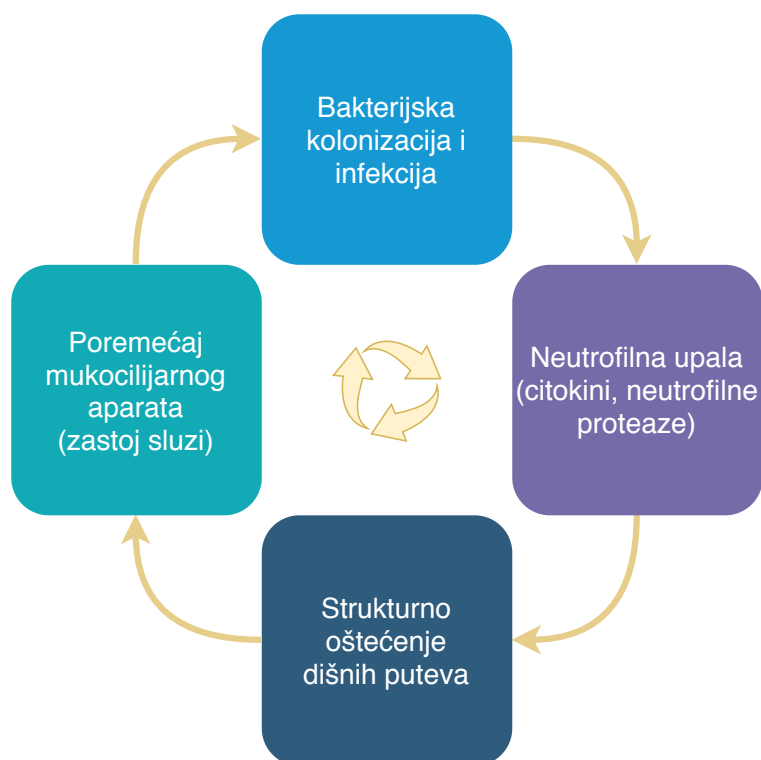 Bakterijska
kolonizacija i
infekcija
Poremećaj
mukocilijarnog
aparata
(zastoj sluzi)
Neutrofilna upala
(citokini, neutrofilne
proteaze)
Strukturno
oštećenje
dišnih puteva